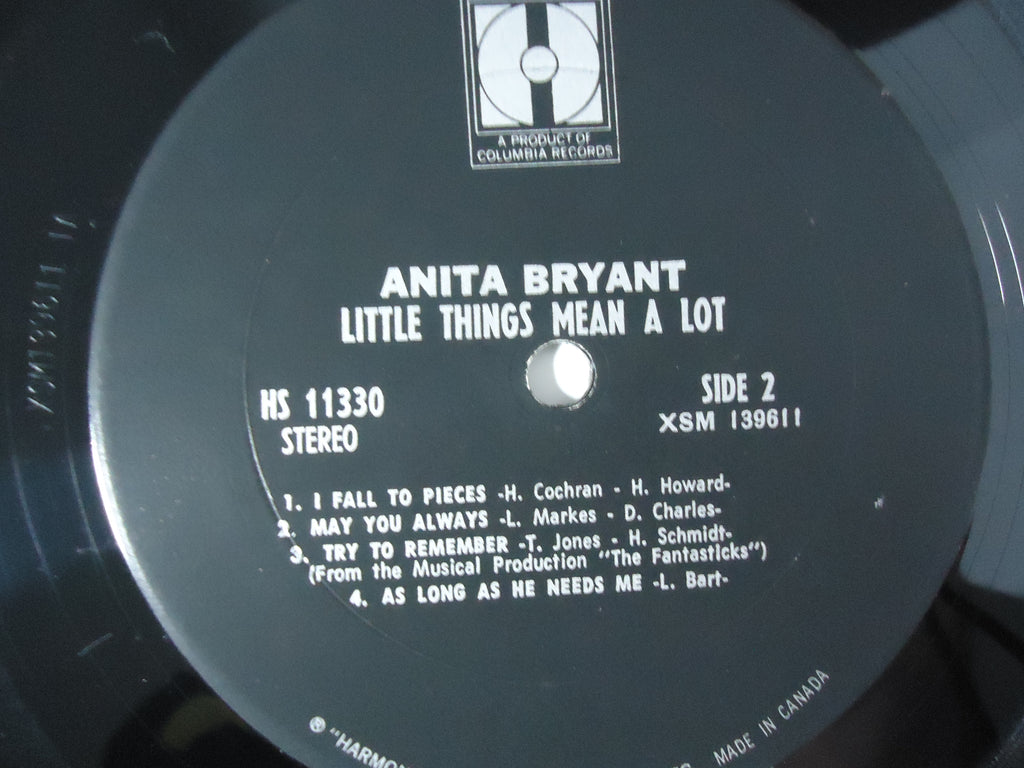 A PRODUCT OF
COLUMBIA RECORDS
ANITA BRYANT
LITTLE THINGS MEAN A LOT
HS 11330
STEREO
SIDE 2
XSM 139611
1. I FALL TO PIECES -H. Cochran - H. Howard-
2. MAY YOU ALWAYS -L. Markes - D. Charles-
3. TRY TO REMEMBER -T. Jones - H. Schmidt-
(From the Musical Production "The Fantasticks")
4. AS LONG AS HE NEEDS ME -L. Bart-
MADE IN CANADA